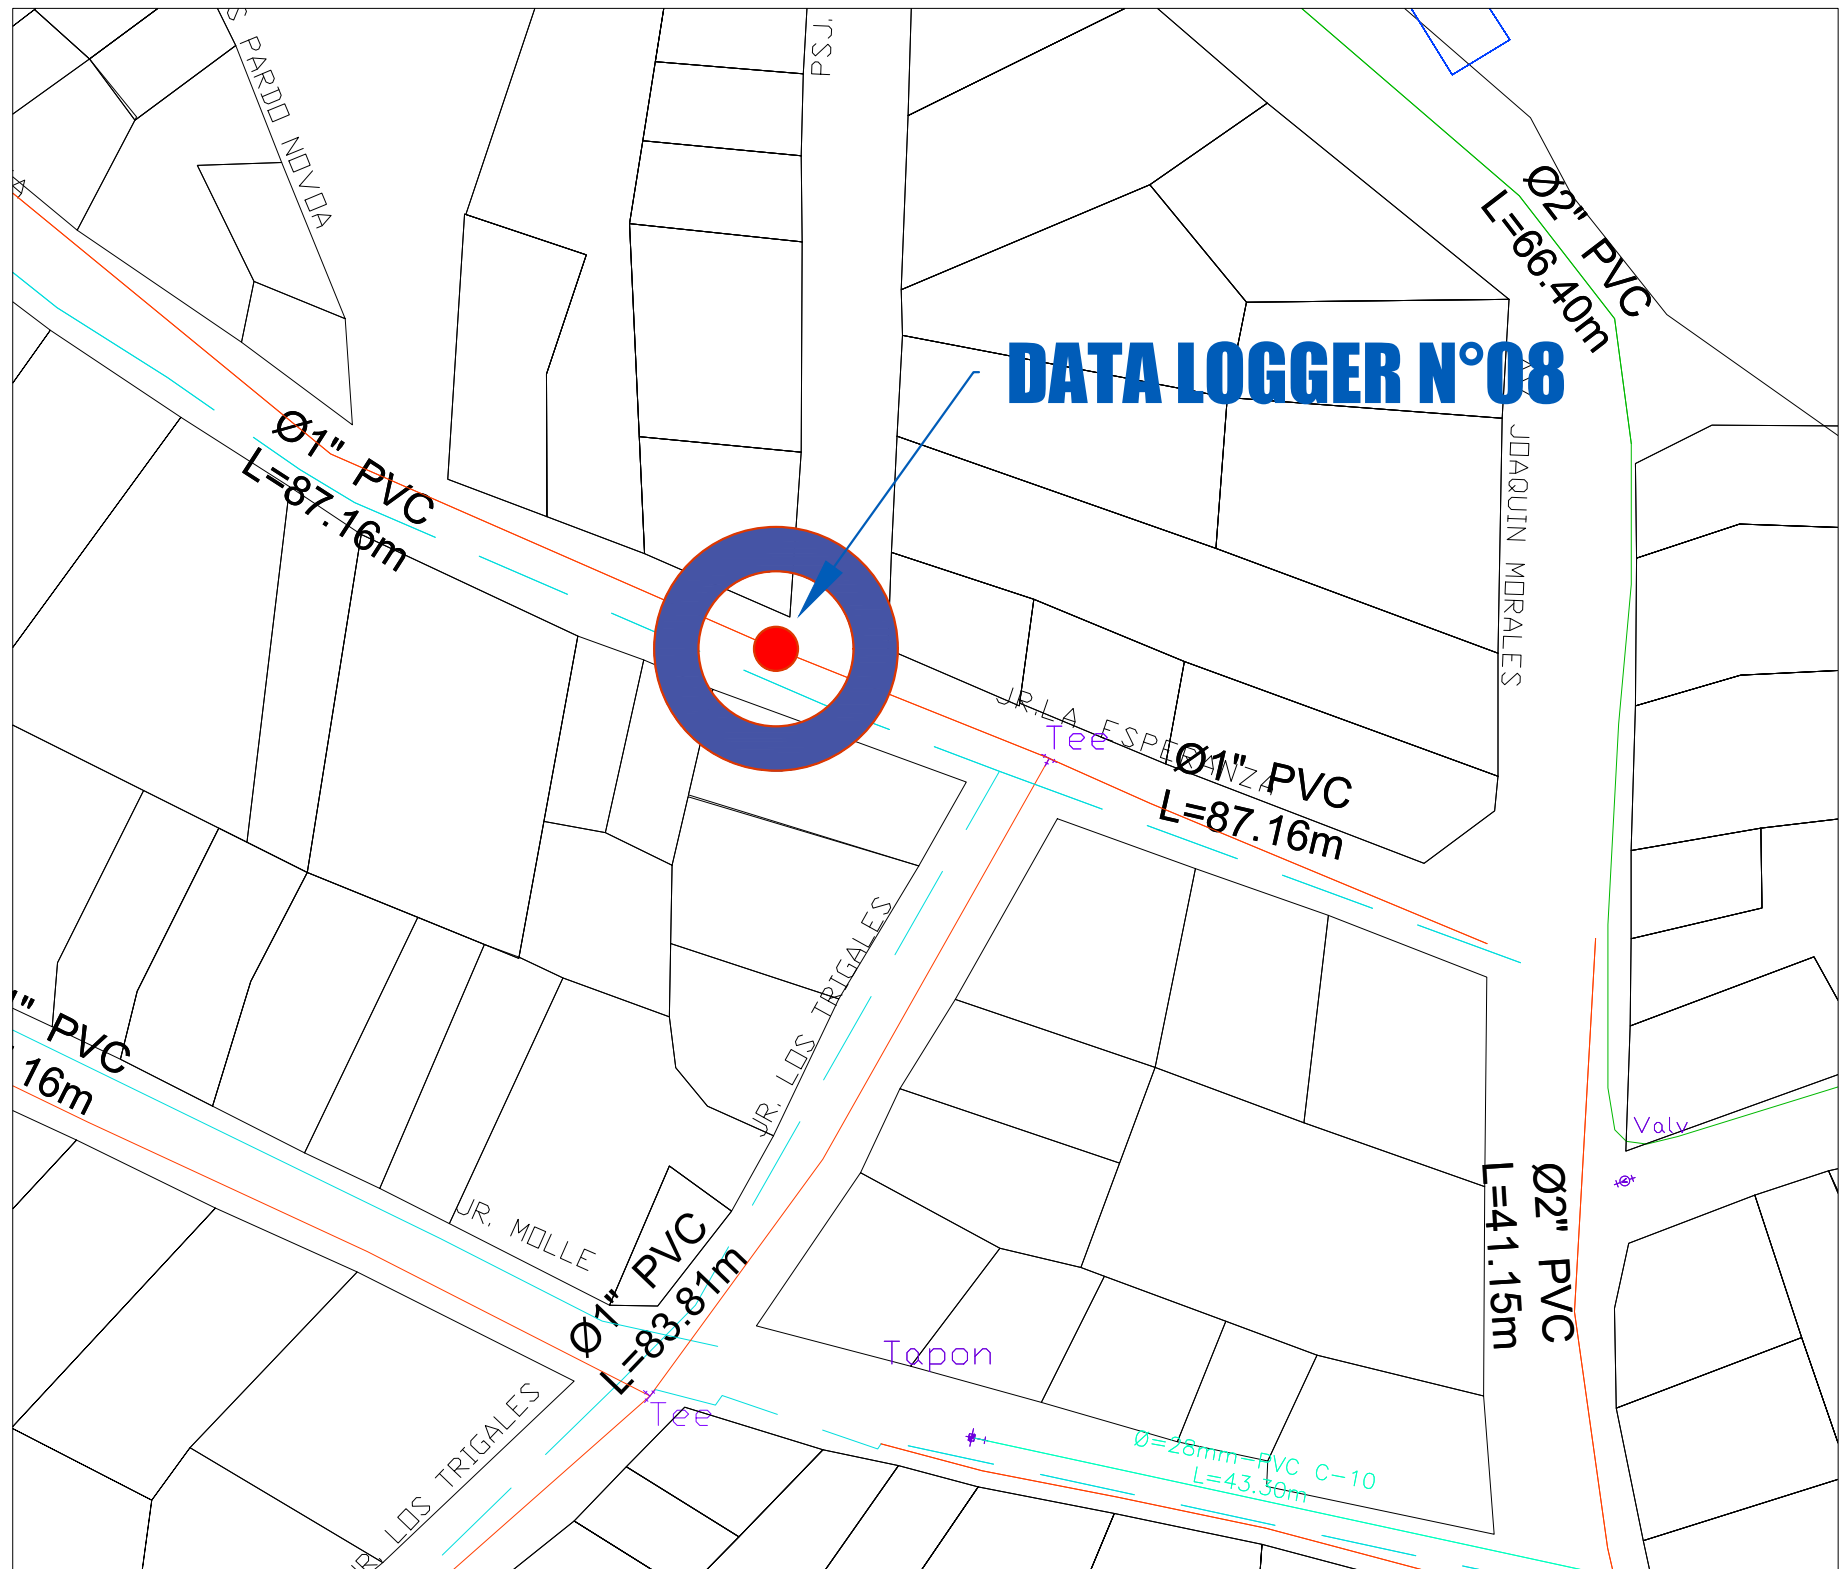 S PARDO NOVOA
PSJ.
Ø2" PVC
L=66.40m
DATA LOGGER N°08
Ø1" PVC
L=87.16m
JOAQUIN MORALES
JR.LA ESPERANZA
Tee
Ø1" PVC
L=87.16m
JR. LOS TRIGALES
1" PVC
.16m
Valv
JR. MOLLE
Ø1" PVC
L=83.81m
Ø2" PVC
L=41.15m
Tapon
Tee
Ø=28mm-PVC C-10
L=43.30m
JR. LOS TRIGALES